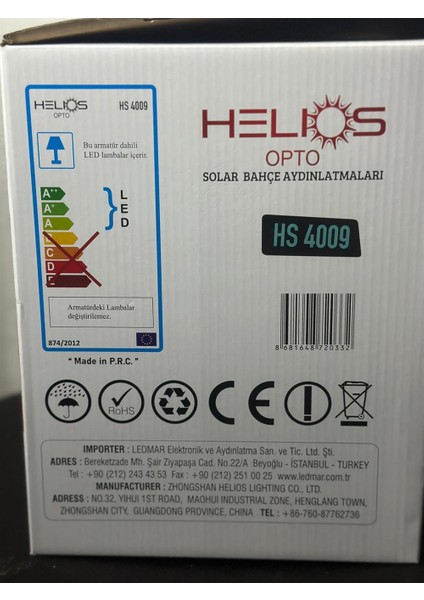 HELIOS
OPTO
HS 4009
Bu armatür dahili
LED lambalar içerir.
A++
A+
A
B
C
D
E
L
E
D
Armatürdeki Lambalar
değiştirilemez.
874/2012
" Made in P.R.C. "
HELIOS
OPTO
SOLAR BAHÇE AYDINLATMALARI
HS 4009
8 681648 720332
RoHS
CE
IMPORTER : LEDMAR Elektronik ve Aydınlatma San. ve Tic. Ltd. Şti.
ADRES : Bereketzade Mh. Şair Ziyapaşa Cad. No.22/A Beyoğlu - İSTANBUL - TURKEY
Tel : +90 (212) 243 43 53 Fax : +90 (212) 251 00 25 www.ledmar.com.tr
MANUFACTURER : ZHONGSHAN HELIOS LIGHTING CO., LTD.
ADRESS : NO.32, YIHUI 1ST ROAD, MAOHUI INDUSTRIAL ZONE, HENGLANG TOWN,
ZHONGSHAN CITY, GUANGDONG PROVINCE, CHINA TEL : +86-760-87762736